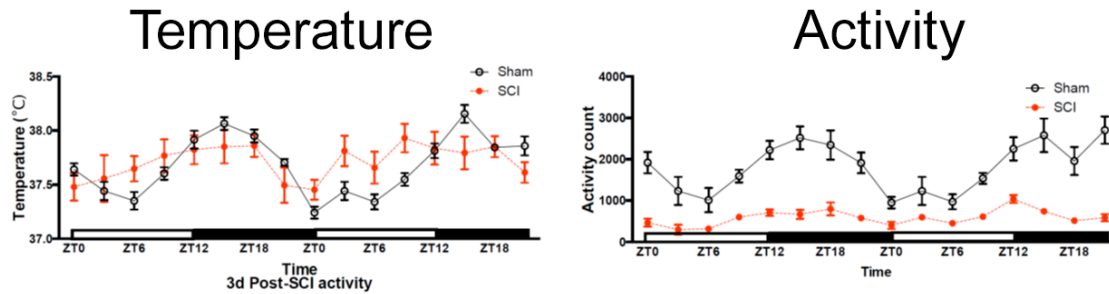 Temperature
Activity
38.5
38.0
37.5
37.0
Temperature (°C)
Sham
SCI
ZT0
ZT6
ZT12
ZT18
ZT0
ZT6
ZT12
ZT18
Time
3d Post-SCI activity
4000
3000
2000
1000
0
Activity count
Sham
SCI
ZT0
ZT6
ZT12
ZT18
ZT0
ZT6
ZT12
ZT18
Time